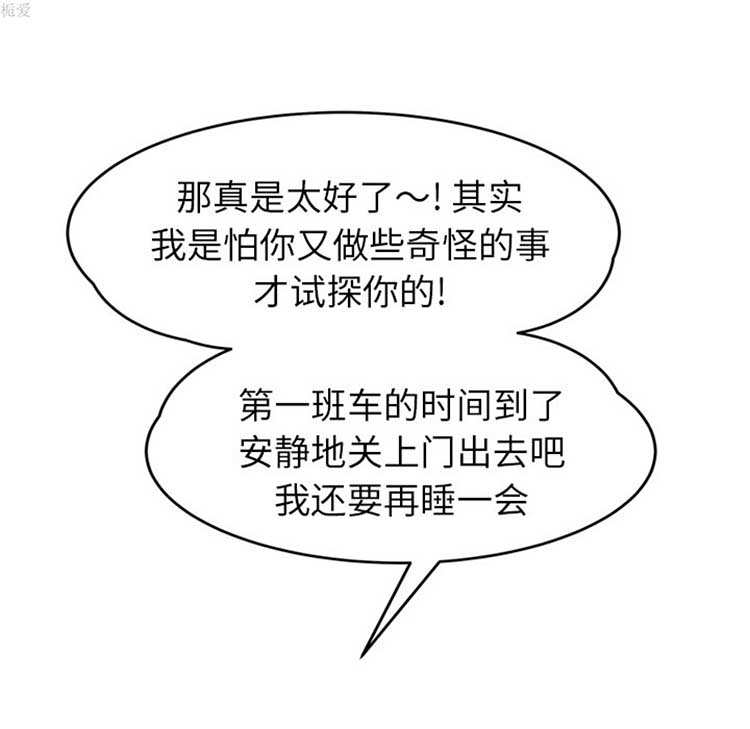 栀爱
那真是太好了～! 其实
我是怕你又做些奇怪的事
才试探你的!
第一班车的时间到了
安静地关上门出去吧
我还要再睡一会